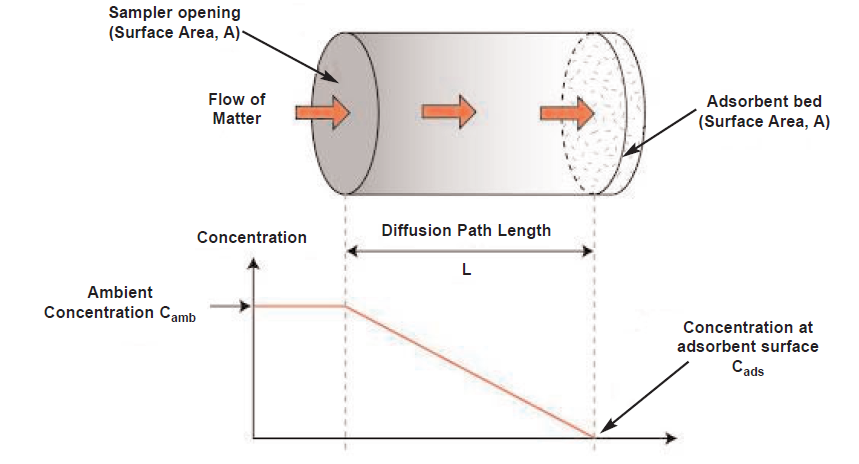 Sampler opening
(Surface Area, A)
Flow of
Matter
Adsorbent bed
(Surface Area, A)
Concentration
Diffusion Path Length
L
Ambient
Concentration Camb
Concentration at
adsorbent surface
Cads